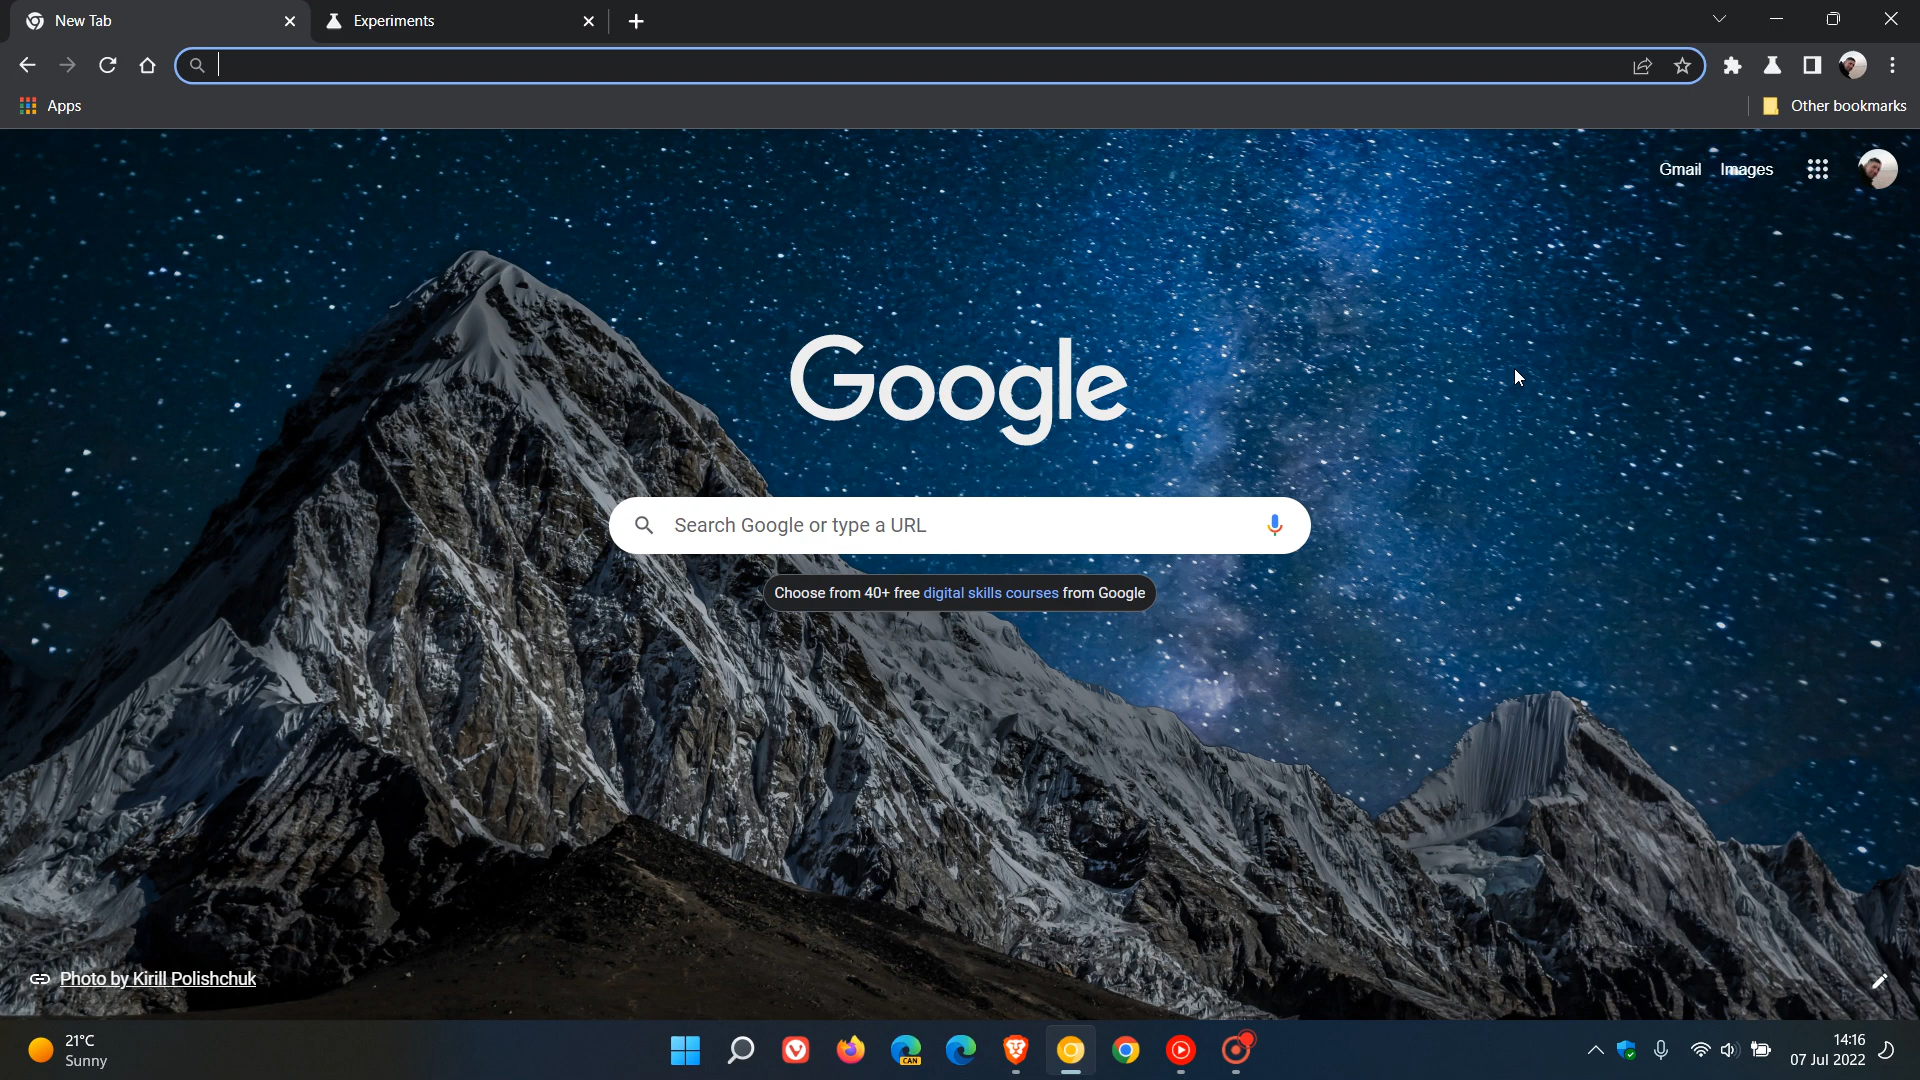 New Tab
Experiments
Apps
Other bookmarks
Gmail Images
Google
Search Google or type a URL
Choose from 40+ free digital skills courses from Google
Photo by Kirill Polishchuk
21°C
Sunny
CAN
14:16
07 Jul 2022